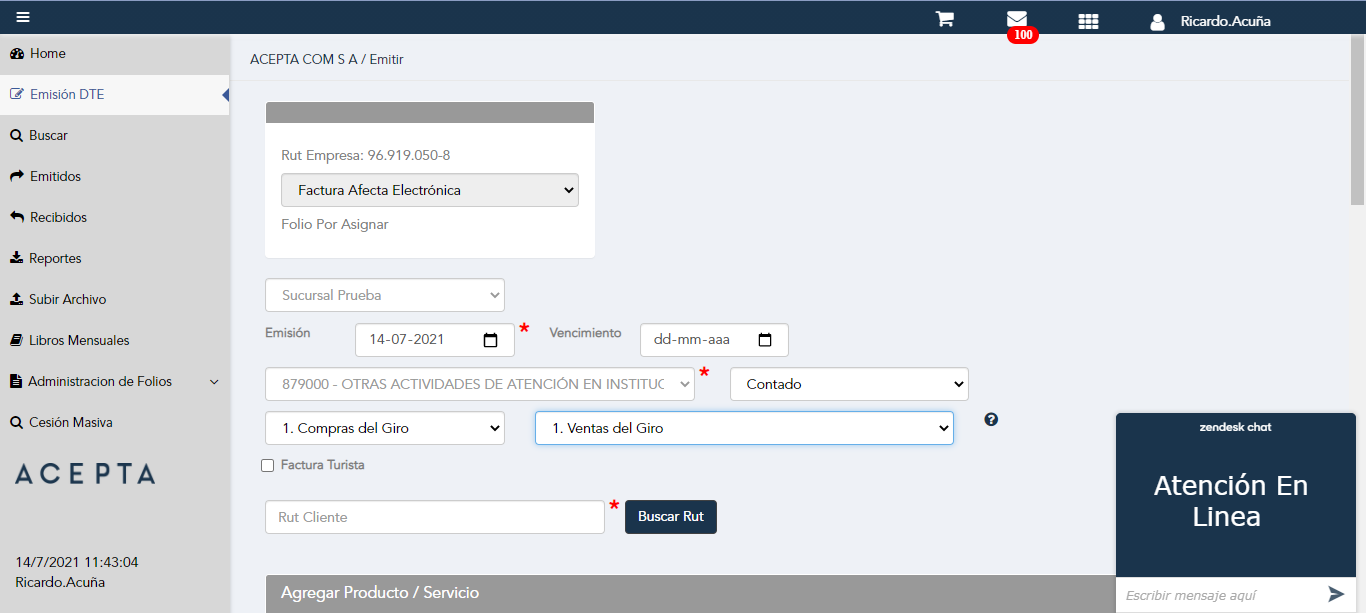 Ricardo.Acuña
100
Home
Emisión DTE
Buscar
Emitidos
Recibidos
Reportes
Subir Archivo
Libros Mensuales
Administracion de Folios
Cesión Masiva
ACEPTA
14/7/2021 11:43:04
Ricardo.Acuña
ACEPTA COM S A / Emitir
Rut Empresa: 96.919.050-8
Factura Afecta Electrónica
Folio Por Asignar
Sucursal Prueba
Emisión 14-07-2021 * Vencimiento dd-mm-aaa
879000 - OTRAS ACTIVIDADES DE ATENCIÓN EN INSTITUC * Contado
1. Compras del Giro 1. Ventas del Giro ?
Factura Turista
Rut Cliente * Buscar Rut
Agregar Producto / Servicio
zendesk chat
Atención En
Linea
Escribir mensaje aquí